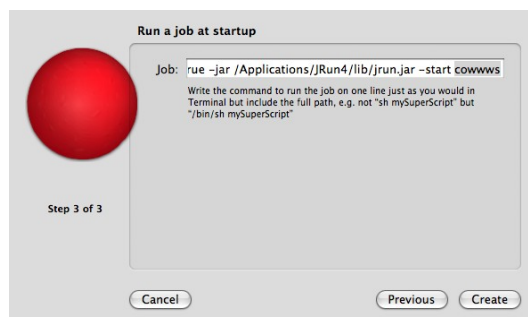 Run a job at startup
Job: rue -jar /Applications/JRun4/lib/jrun.jar -start cowwws
Write the command to run the job on one line just as you would in
Terminal but include the full path, e.g. not "sh mySuperScript" but
"/bin/sh mySuperScript"
Step 3 of 3
Cancel
Previous
Create